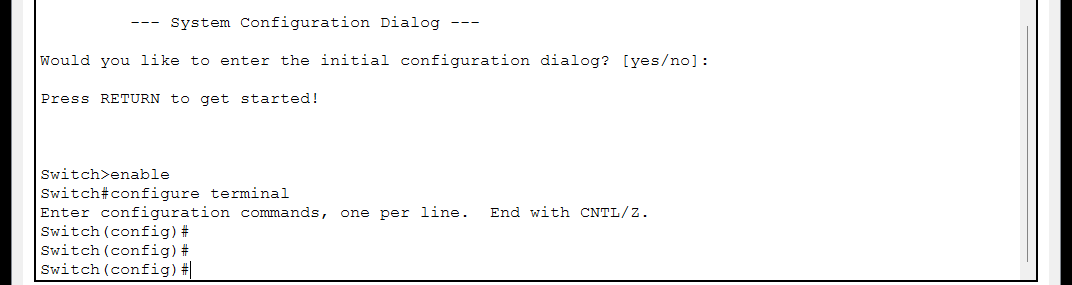 --- System Configuration Dialog ---
Would you like to enter the initial configuration dialog? [yes/no]:
Press RETURN to get started!
Switch>enable
Switch#configure terminal
Enter configuration commands, one per line.  End with CNTL/Z.
Switch(config)#
Switch(config)#
Switch(config)#